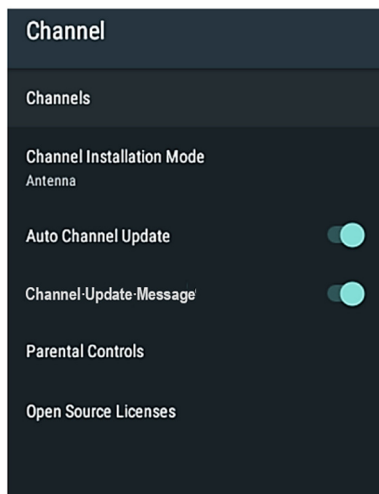 Channel
Channels
Channel Installation Mode
Antenna
Auto Channel Update
Channel·Update·Message
Parental Controls
Open Source Licenses